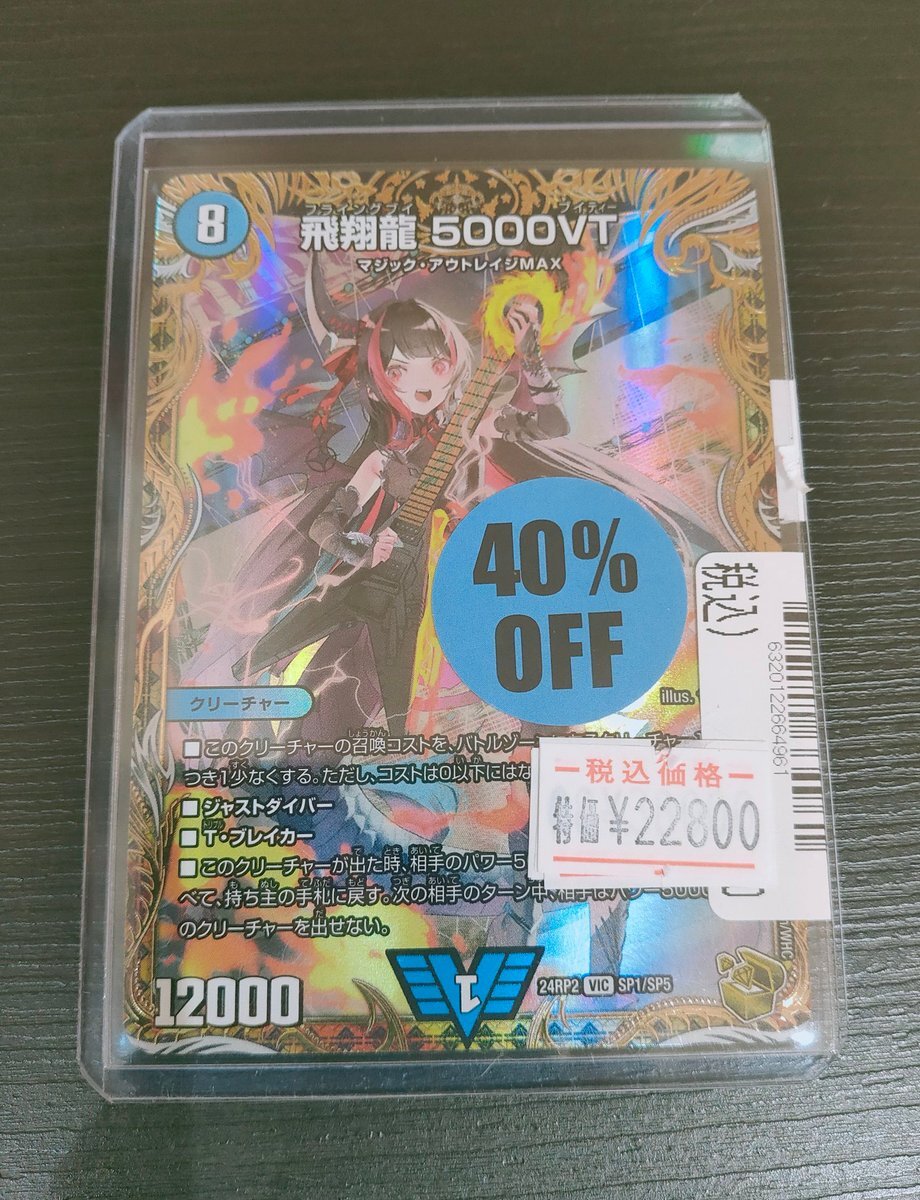 8
フライングブイ ブイティー
飛翔龍 5000VT
マジック・アウトレイジMAX
40%
OFF
税込)
6320122664961
クリーチャー
illus.
■このクリーチャーの召喚コストを、バトルゾー
つき1少なくする。ただし、コストは0以下にはな
■ジャストダイバー
■T・ブレイカー
■このクリーチャーが出た時、相手のパワー5
べて、持ち主の手札に戻す。次の相手のターン中、相手はパワー5000
のクリーチャーを出せない。
税込価格
特価¥22800
12000
1
24RP2 VIC SP1/SP5